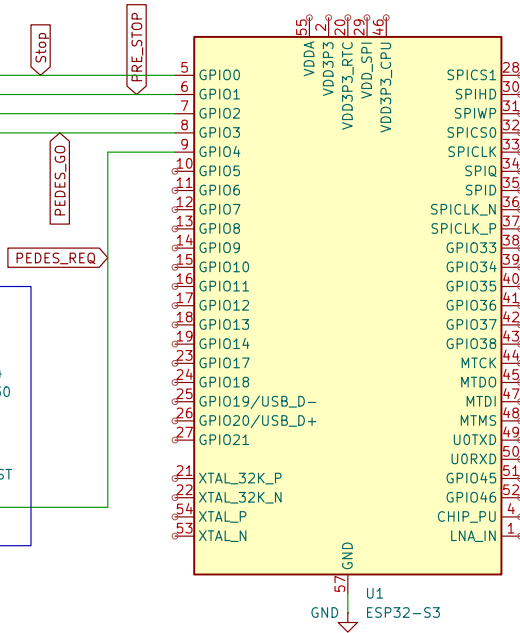 Stop
PRE_STOP
PEDES_GO
PEDES_REQ
55 2 20 29 46
VDDA
VDD3P3
VDD3P3_RTC
VDD_SPI
VDD3P3_CPU
5 GPIO0
6 GPIO1
7 GPIO2
8 GPIO3
9 GPIO4
10 GPIO5
11 GPIO6
12 GPIO7
13 GPIO8
14 GPIO9
15 GPIO10
16 GPIO11
17 GPIO12
18 GPIO13
19 GPIO14
23 GPIO17
24 GPIO18
25 GPIO19/USB_D-
26 GPIO20/USB_D+
27 GPIO21
21 XTAL_32K_P
22 XTAL_32K_N
54 XTAL_P
53 XTAL_N
SPICS1 28
SPIHD 30
SPIWP 31
SPICS0 32
SPICLK 33
SPIQ 34
SPID 35
SPICLK_N 36
SPICLK_P 37
GPIO33 38
GPIO34 39
GPIO35 40
GPIO36 41
GPIO37 42
GPIO38 43
MTCK 44
MTDO 45
MTDI 47
MTMS 48
U0TXD 49
U0RXD 50
GPIO45 51
GPIO46 52
CHIP_PU 4
LNA_IN 1
GND
57
U1
GND ESP32-S3
ST